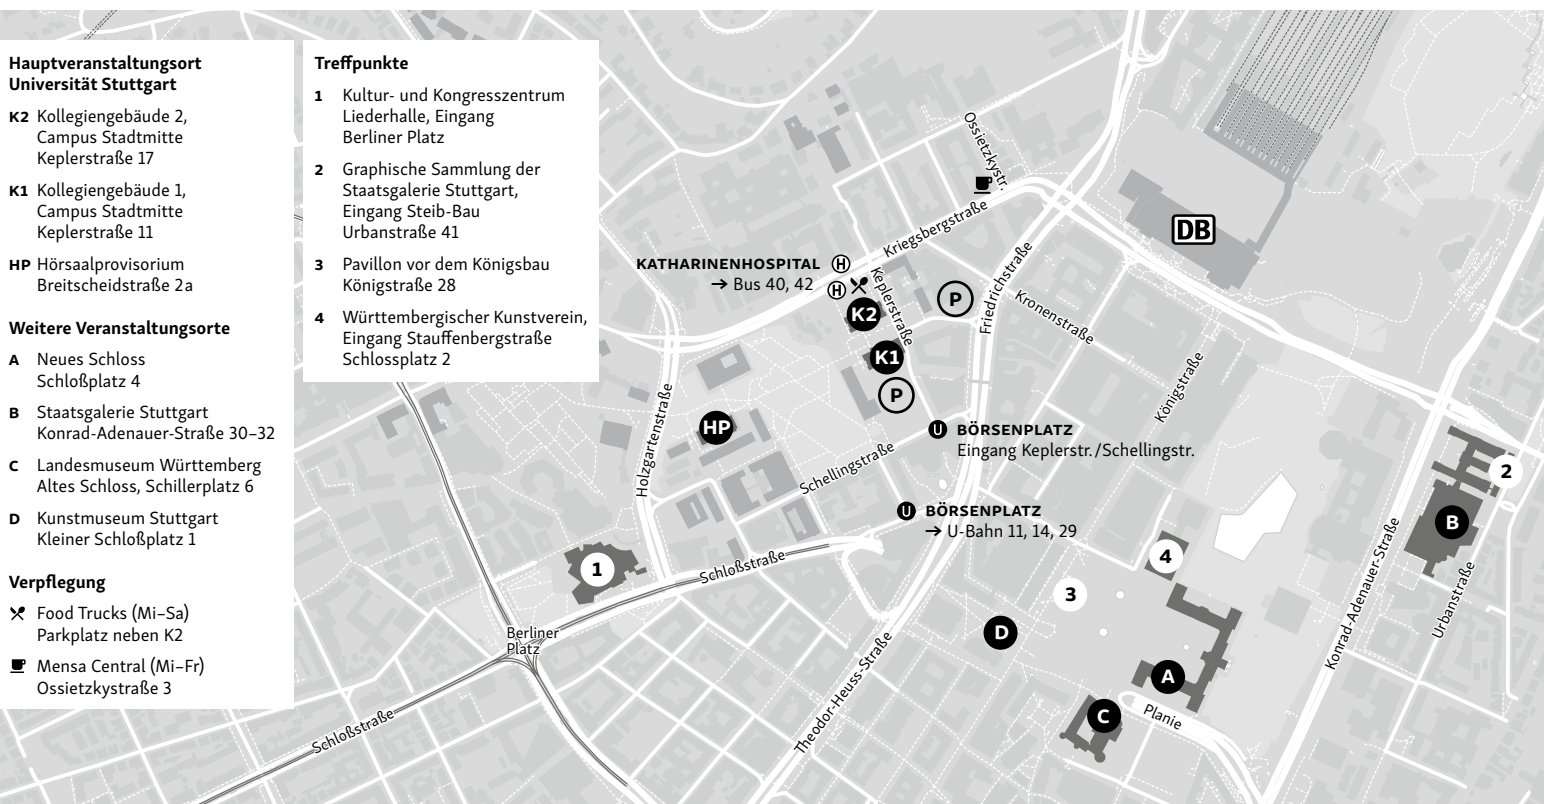 Hauptveranstaltungsort
Universität Stuttgart
K2 Kollegiengebäude 2,
Campus Stadtmitte
Keplerstraße 17
K1 Kollegiengebäude 1,
Campus Stadtmitte
Keplerstraße 11
HP Hörsaalprovisorium
Breitscheidstraße 2a
Weitere Veranstaltungsorte
A Neues Schloss
Schloßplatz 4
B Staatsgalerie Stuttgart
Konrad-Adenauer-Straße 30–32
C Landesmuseum Württemberg
Altes Schloss, Schillerplatz 6
D Kunstmuseum Stuttgart
Kleiner Schloßplatz 1
Verpflegung
Food Trucks (Mi–Sa)
Parkplatz neben K2
Mensa Central (Mi–Fr)
Ossietzkystraße 3
Treffpunkte
1 Kultur- und Kongresszentrum
Liederhalle, Eingang
Berliner Platz
2 Graphische Sammlung der
Staatsgalerie Stuttgart,
Eingang Steib-Bau
Urbanstraße 41
3 Pavillon vor dem Königsbau
Königstraße 28
4 Württembergischer Kunstverein,
Eingang Stauffenbergstraße
Schlossplatz 2
Ossietzkystr.
Kriegsbergstraße
DB
KATHARINENHOSPITAL H
→ Bus 40, 42
H
Keplerstraße
P
Friedrichstraße
Kronenstraße
K2
K1
P
Königstraße
Holzgartenstraße
HP
U BÖRSENPLATZ
Eingang Keplerstr./Schellingstr.
Schellingstraße
2
U BÖRSENPLATZ
→ U-Bahn 11, 14, 29
B
4
1
Schloßstraße
3
Konrad-Adenauer-Straße
Urbanstraße
Berliner
Platz
D
A
Theodor-Heuss-Straße
C
Planie
Schloßstraße